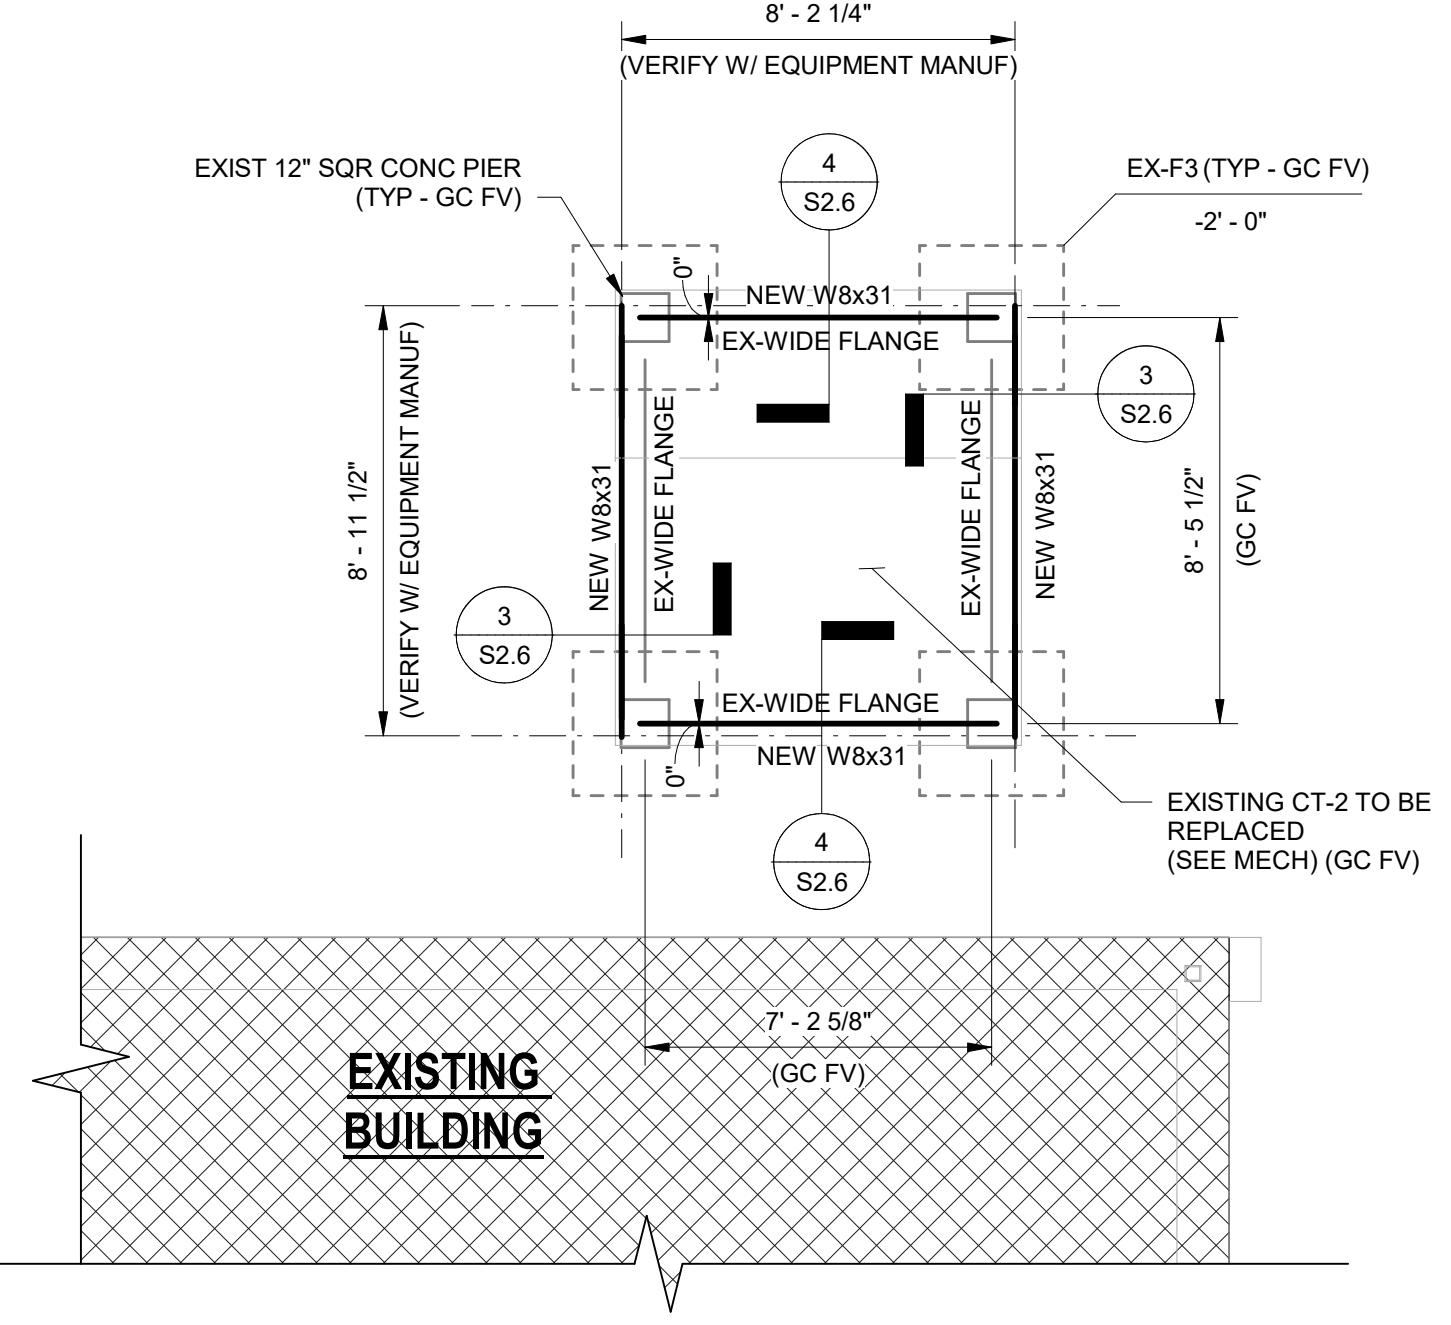 8' - 2 1/4"
(VERIFY W/ EQUIPMENT MANUF)
EXIST 12" SQR CONC PIER
(TYP - GC FV)
4
S2.6
EX-F3 (TYP - GC FV)
-2' - 0"
0"
NEW W8x31
EX-WIDE FLANGE
3
S2.6
8' - 11 1/2"
(VERIFY W/ EQUIPMENT MANUF)
NEW W8x31
EX-WIDE FLANGE
EX-WIDE FLANGE
NEW W8x31
8' - 5 1/2"
(GC FV)
3
S2.6
EX-WIDE FLANGE
NEW W8x31
0"
4
S2.6
EXISTING CT-2 TO BE
REPLACED
(SEE MECH) (GC FV)
7' - 2 5/8"
(GC FV)
EXISTING
BUILDING